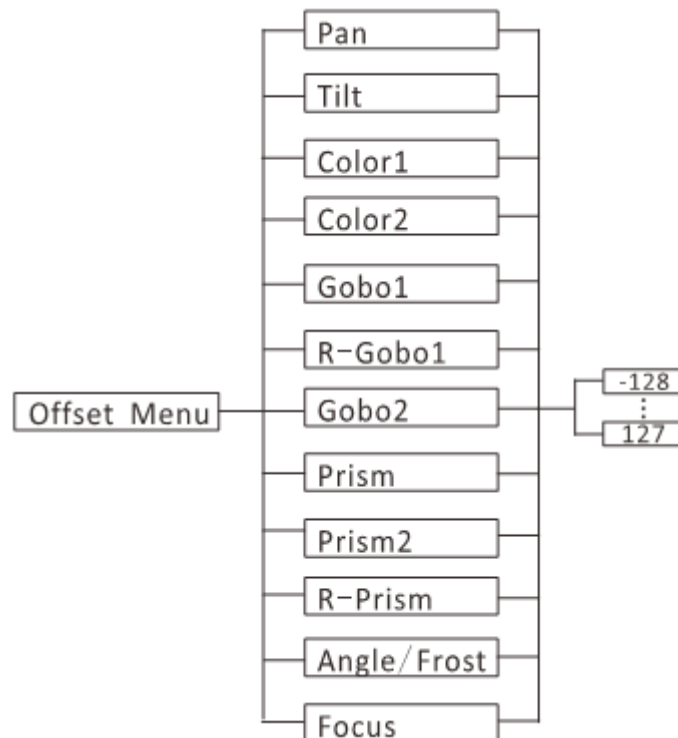 Pan
Tilt
Color1
Color2
Gobo1
R-Gobo1
Offset Menu
Gobo2
-128
127
Prism
Prism2
R-Prism
Angle/Frost
Focus